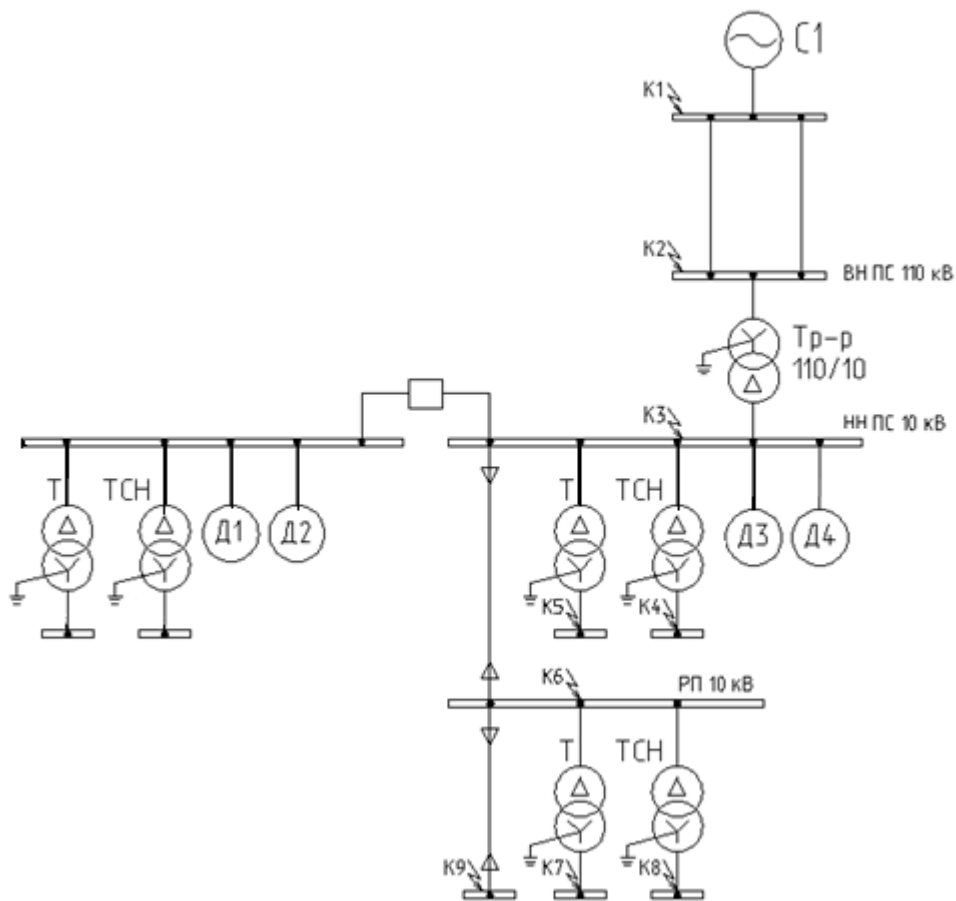 С1
К1
К2
ВН ПС 110 кВ
Тр-р
110/10
К3
НН ПС 10 кВ
Т
ТСН
Д1
Д2
Т
ТСН
Д3
Д4
К5
К4
К6
РП 10 кВ
Т
ТСН
К9
К7
К8